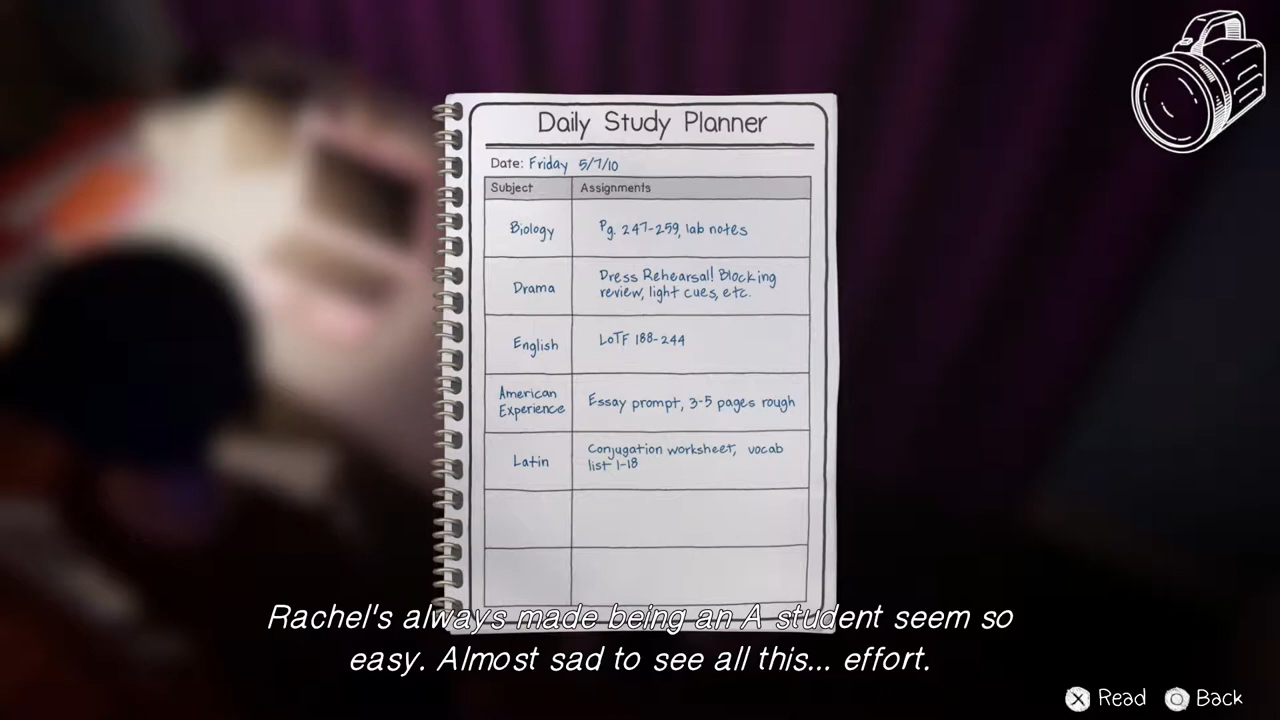 Daily Study Planner
Date: Friday 5/7/10
Subject Assignments
Biology Pg. 247-259, lab notes
Drama Dress Rehearsal! Blocking
review, light cues, etc.
English LoTF 188-244
American
Experience Essay prompt, 3-5 pages rough
Latin Conjugation worksheet, vocab
list 1-18
Rachel's always made being an A student seem so
easy. Almost sad to see all this... effort.
Read Back